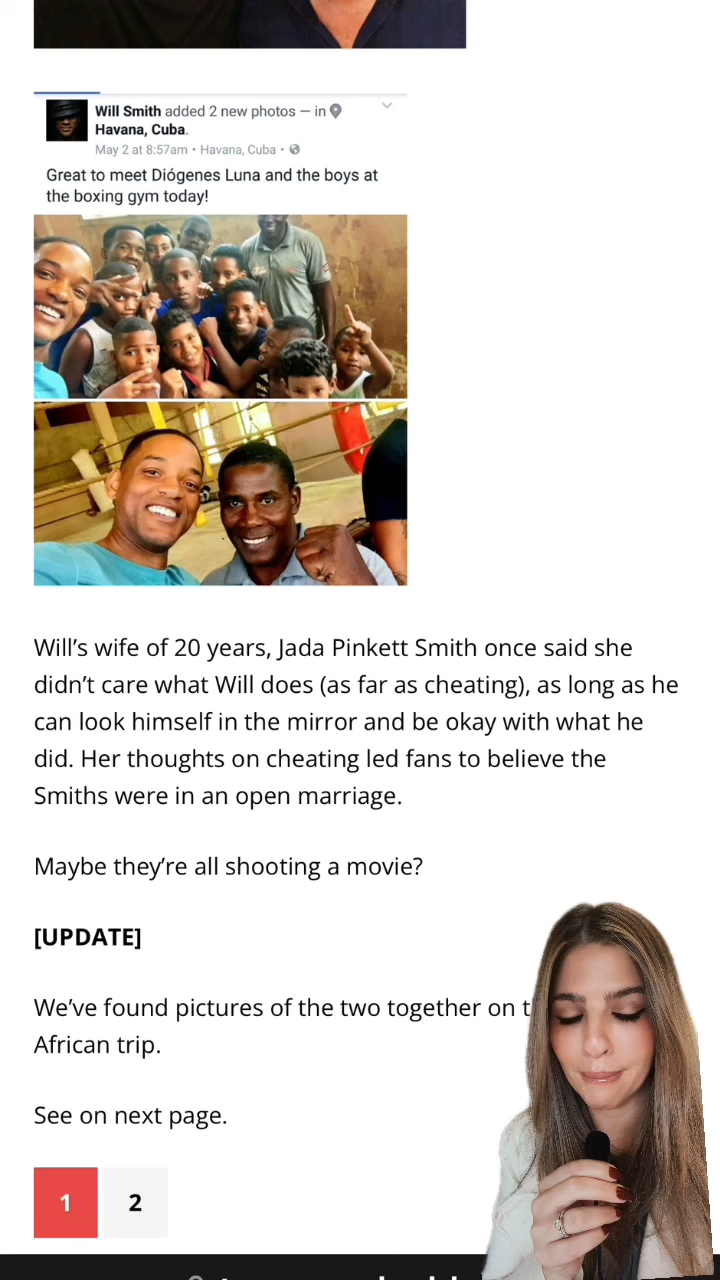 Will Smith added 2 new photos — in
Havana, Cuba.
May 2 at 8:57am • Havana, Cuba •
Great to meet Diógenes Luna and the boys at
the boxing gym today!
Will’s wife of 20 years, Jada Pinkett Smith once said she
didn’t care what Will does (as far as cheating), as long as he
can look himself in the mirror and be okay with what he
did. Her thoughts on cheating led fans to believe the
Smiths were in an open marriage.
Maybe they’re all shooting a movie?
[UPDATE]
We’ve found pictures of the two together on
African trip.
See on next page.
1 2